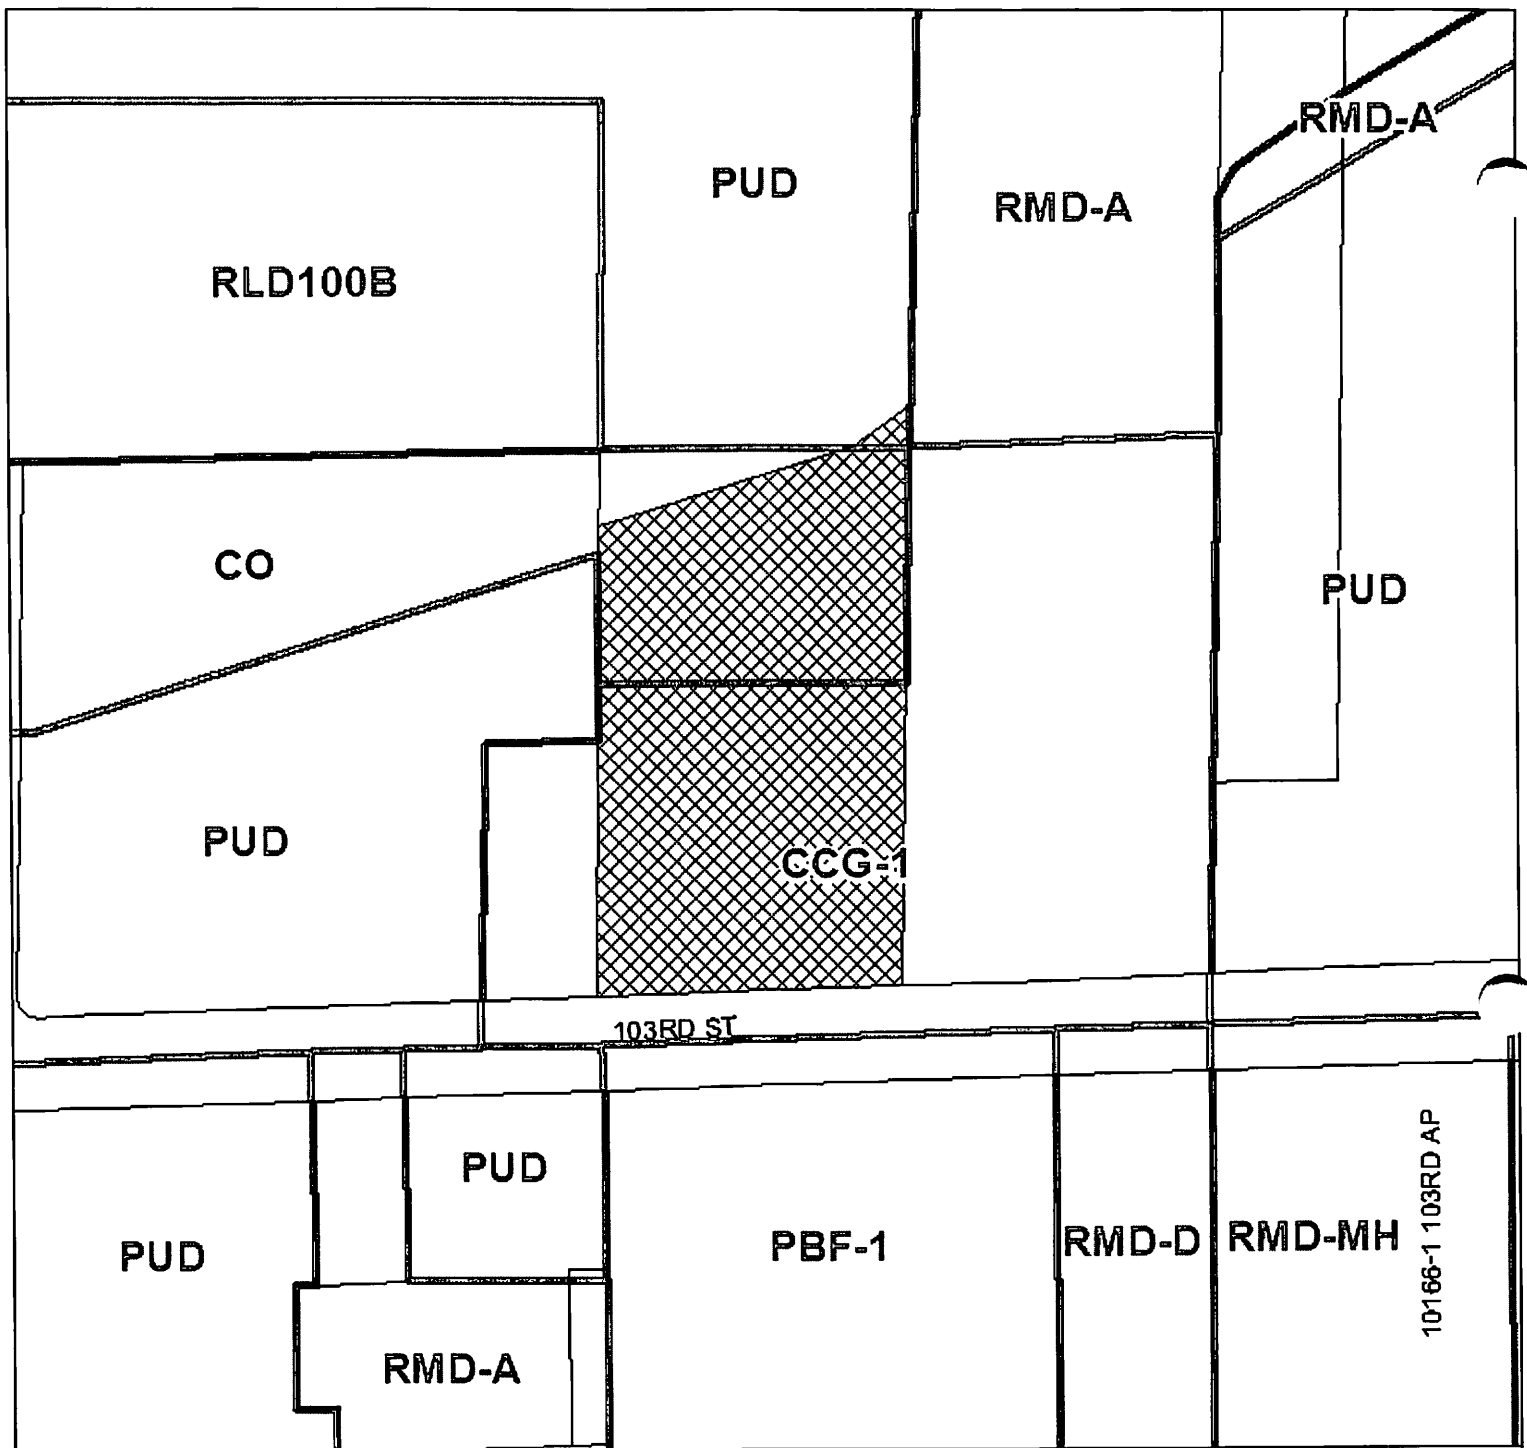 RMD-A
PUD
RMD-A
RLD100B
CO
PUD
PUD
CCG-1
103RD ST
PUD
PUD
PBF-1
RMD-D
RMD-MH
10166-1 103RD AP
RMD-A